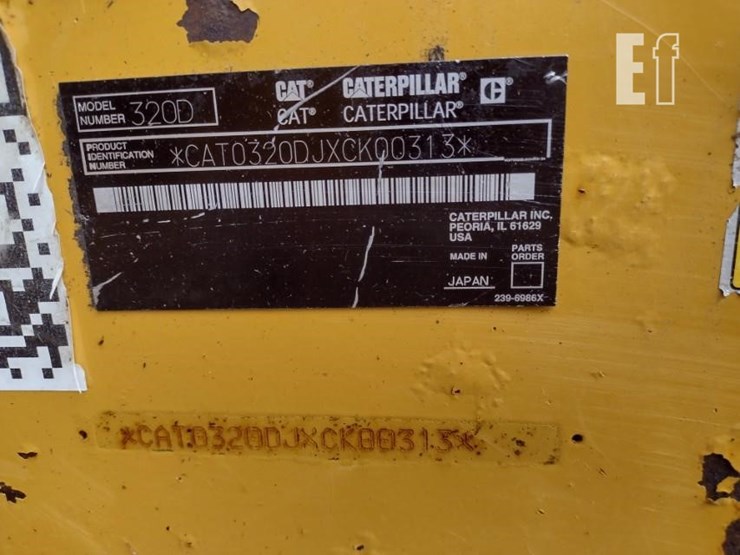 Ef
CAT® CATERPILLAR® C®
CAT® CATERPILLAR®
MODEL NUMBER 320D
PRODUCT IDENTIFICATION NUMBER *CAT0320DJXCK00313*
CATERPILLAR INC.
PEORIA, IL 61629
USA
MADE IN
JAPAN
PARTS ORDER
239-6986X
*CAT0320DJXCK00313*